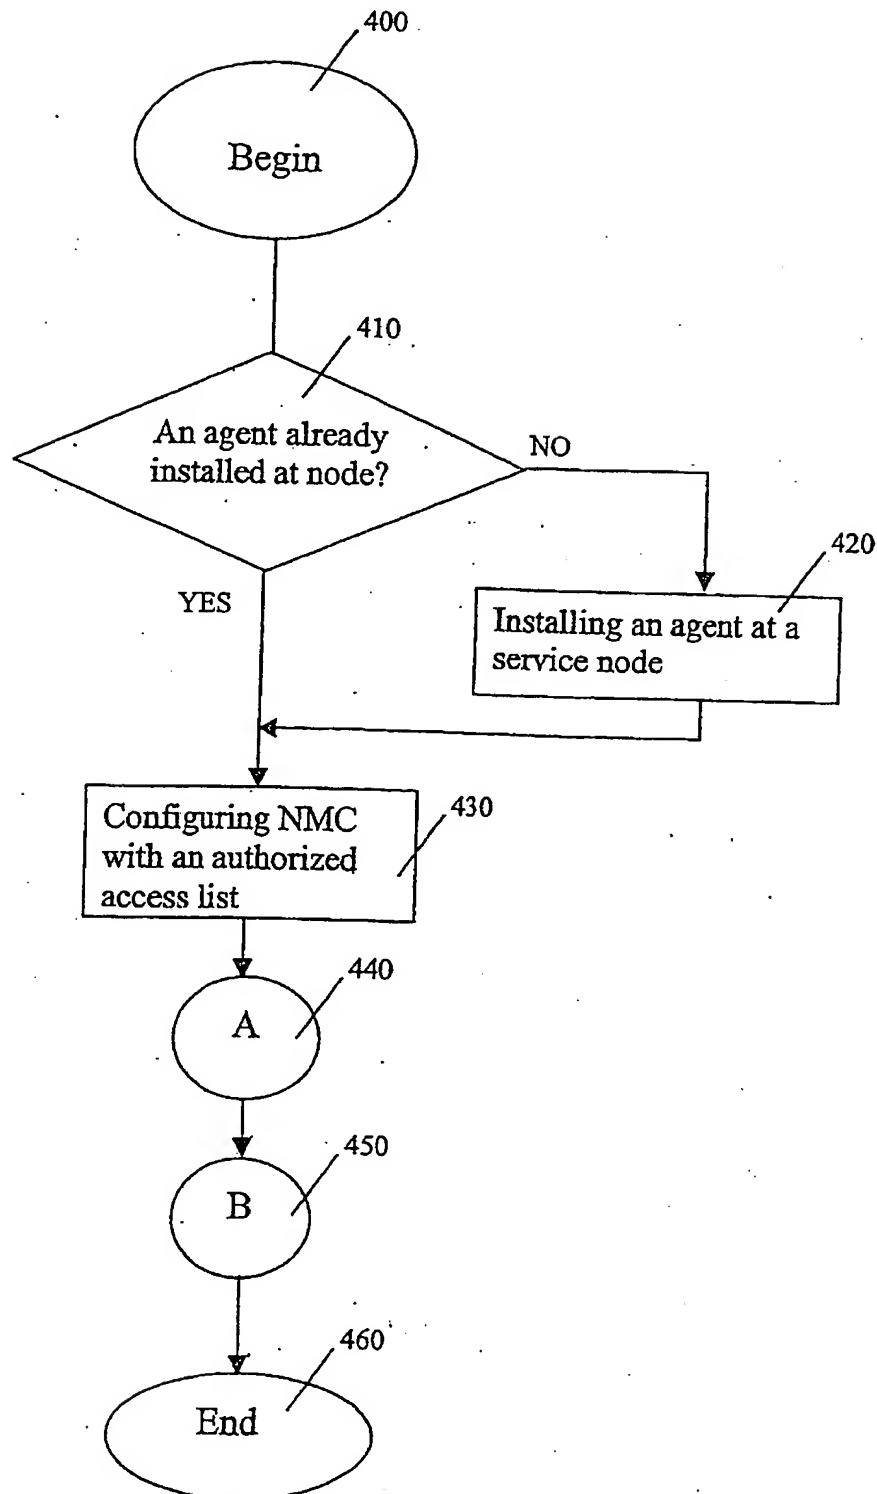 400
Begin
410
An agent already
installed at node?
NO
YES
420
Installing an agent at a
service node
Configuring NMC
with an authorized
access list
430
440
A
450
B
460
End